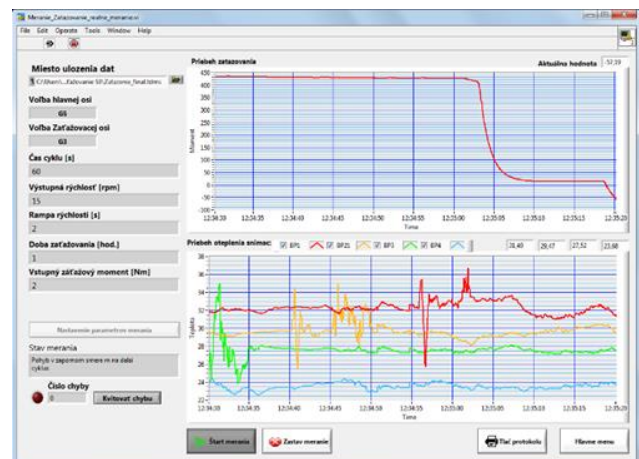 Meranie_Zatazovanie_realne_meranie.vi
File Edit Operate Tools Window Help
Miesto ulozenia dat
Voľba hlavnej osi
G5
Voľba Zaťažovacej osi
G3
Čas cyklu [s]
60
Výstupná rýchlosť [rpm]
15
Rampa rýchlosti [s]
2
Doba zaťažovania [hod.]
1
Vstupný záťažový moment [Nm]
2
Nastavenie parametrov merania
Stav merania
Pohyb v zapornom smere m na dalsi
cyklus
Číslo chyby
0
Kvitovať chybu
Priebeh zatazovania
Aktuálna hodnota -57,19
450
400
350
300
250
200
150
100
50
0
-50
-100
Moment
12:34:30 12:34:35 12:34:40 12:34:45 12:34:50 12:34:55 12:35:00 12:35:05 12:35:10 12:35:15 12:35:20
Time
Priebeh oteplenia snimac: BP1 BP21 BP3 BP4 31,40 29,47 27,52 23,68
38
36
34
32
30
28
26
24
22
Teplota
12:34:30 12:34:35 12:34:40 12:34:45 12:34:50 12:34:55 12:35:00 12:35:05 12:35:10 12:35:15 12:35:20
Time
Štart merania Zastav meranie Tlač protokolu Hlavne menu